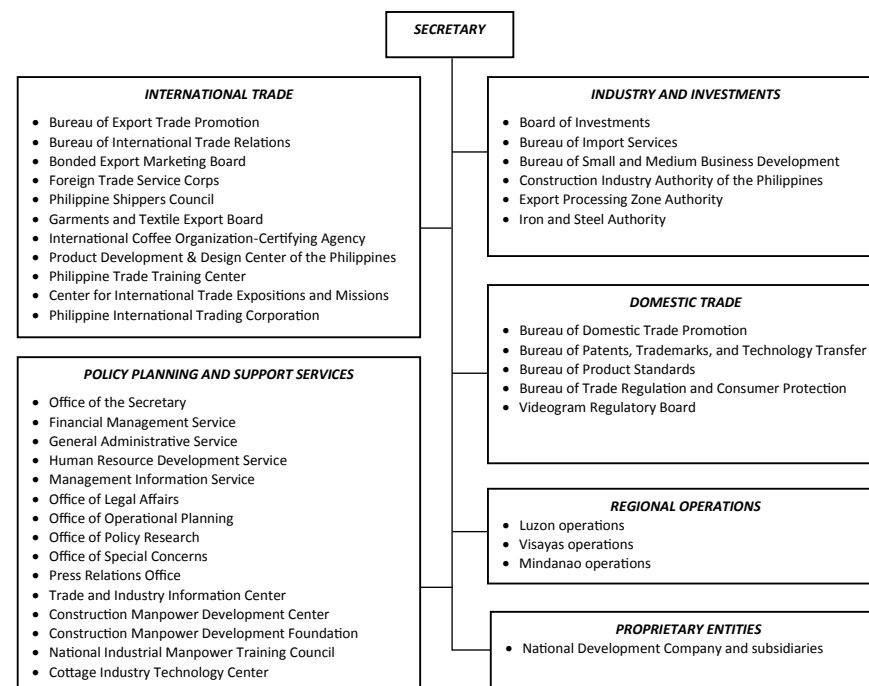 SECRETARY
INTERNATIONAL TRADE
• Bureau of Export Trade Promotion
• Bureau of International Trade Relations
• Bonded Export Marketing Board
• Foreign Trade Service Corps
• Philippine Shippers Council
• Garments and Textile Export Board
• International Coffee Organization-Certifying Agency
• Product Development & Design Center of the Philippines
• Philippine Trade Training Center
• Center for International Trade Expositions and Missions
• Philippine International Trading Corporation
POLICY PLANNING AND SUPPORT SERVICES
• Office of the Secretary
• Financial Management Service
• General Administrative Service
• Human Resource Development Service
• Management Information Service
• Office of Legal Affairs
• Office of Operational Planning
• Office of Policy Research
• Office of Special Concerns
• Press Relations Office
• Trade and Industry Information Center
• Construction Manpower Development Center
• Construction Manpower Development Foundation
• National Industrial Manpower Training Council
• Cottage Industry Technology Center
INDUSTRY AND INVESTMENTS
• Board of Investments
• Bureau of Import Services
• Bureau of Small and Medium Business Development
• Construction Industry Authority of the Philippines
• Export Processing Zone Authority
• Iron and Steel Authority
DOMESTIC TRADE
• Bureau of Domestic Trade Promotion
• Bureau of Patents, Trademarks, and Technology Transfer
• Bureau of Product Standards
• Bureau of Trade Regulation and Consumer Protection
• Videogram Regulatory Board
REGIONAL OPERATIONS
• Luzon operations
• Visayas operations
• Mindanao operations
PROPRIETARY ENTITIES
• National Development Company and subsidiaries